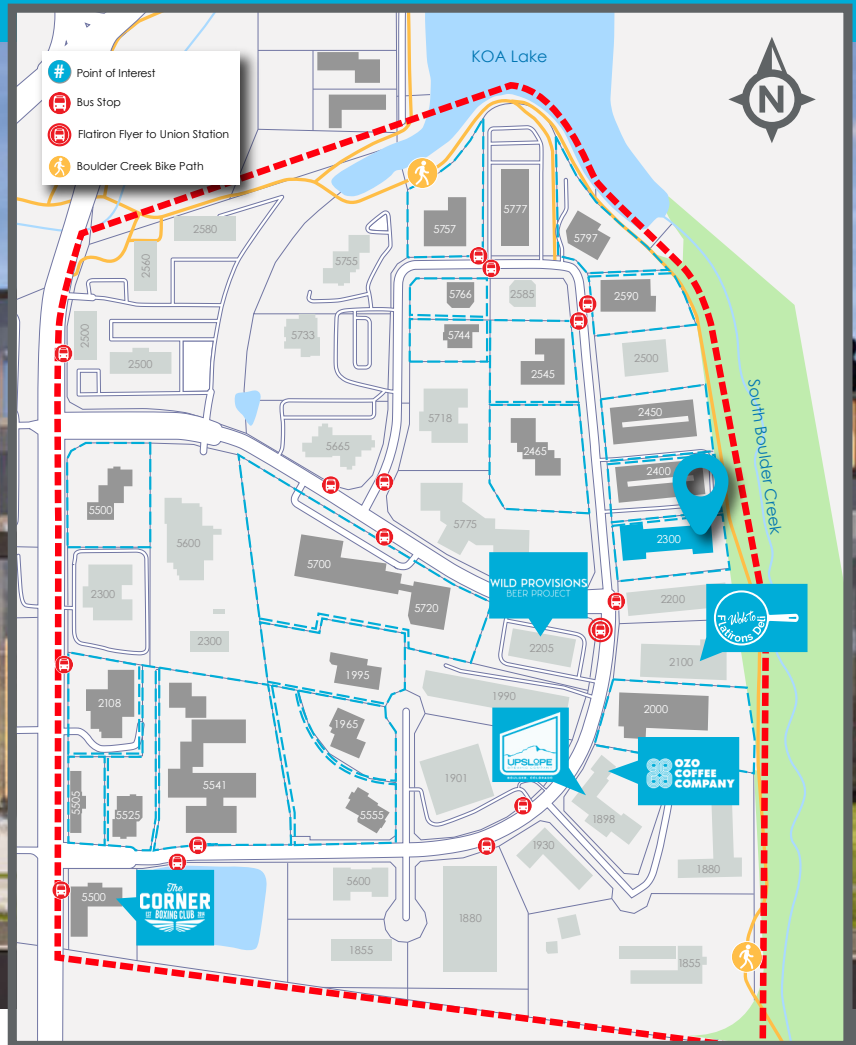 KOA Lake
#
Point of Interest
Bus Stop
Flatiron Flyer to Union Station
Boulder Creek Bike Path
N
5777
5757
2580
5797
5755
2560
5766
2585
2590
2500
5733
5744
2500
2500
2545
5718
2450
South Boulder Creek
5665
2465
2400
5500
5775
5600
2300
5700
WILD PROVISIONS
BEER PROJECT
2300
5720
2200
Wok to
Flatirons Deli
2300
2205
2100
1995
1990
2108
2000
1965
UPSLOPE
OZO
COFFEE
COMPANY
1901
5541
5505
5525
5555
1898
1930
1880
5600
5500
The
CORNER
BOXING CLUB
1880
1855
1855